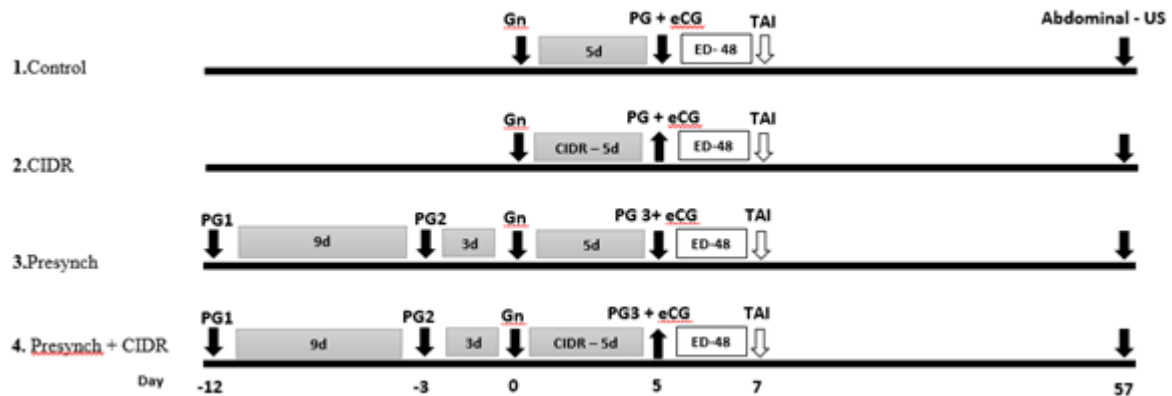 Gn PG + eCG TAI Abdominal - US
1.Control 5d ED- 48
Gn PG + eCG TAI
2.CIDR CIDR – 5d ED-48
PG1 PG2 Gn PG 3+ eCG TAI
3.Presynch 9d 3d 5d ED-48
PG1 PG2 Gn PG3 + eCG TAI
4. Presynch + CIDR 9d 3d CIDR – 5d ED-48
Day -12 -3 0 5 7 57